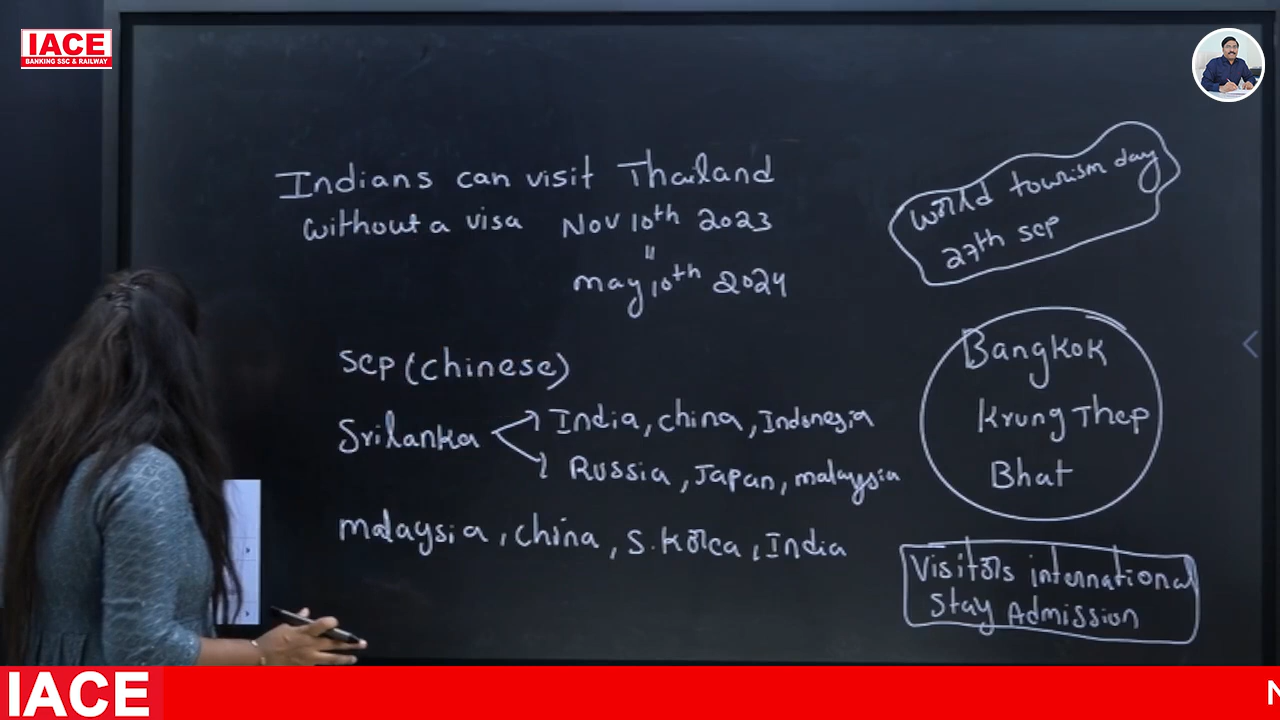 IACE
BANKING SSC & RAILWAY
Indians can visit Thailand
without a visa Nov 10th 2023
"
may 10th 2024
Sep (chinese)
Srilanka India, china, Indonesia
Russia, Japan, malaysia
malaysia, china, S. Korea, India
world tourism day
27th sep
Bangkok
Krung Thep
Bhat
Visitors international
Stay Admission
IACE
N